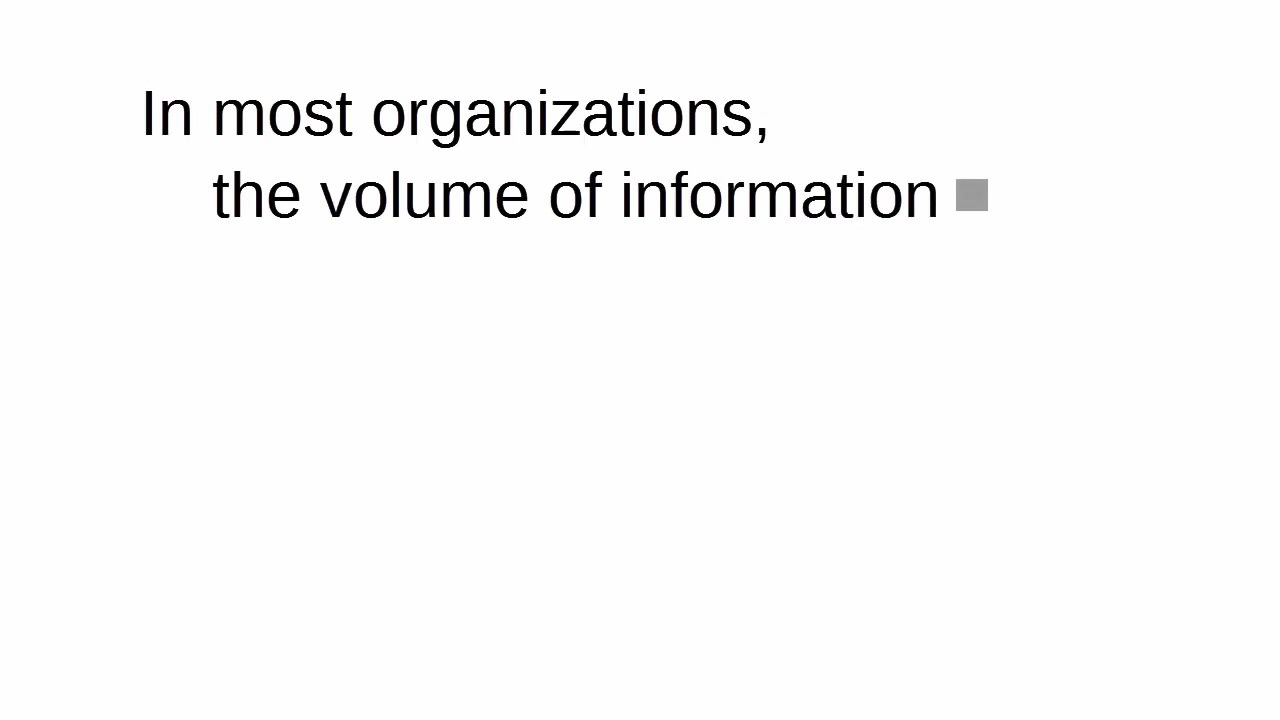 In most organizations,
the volume of information